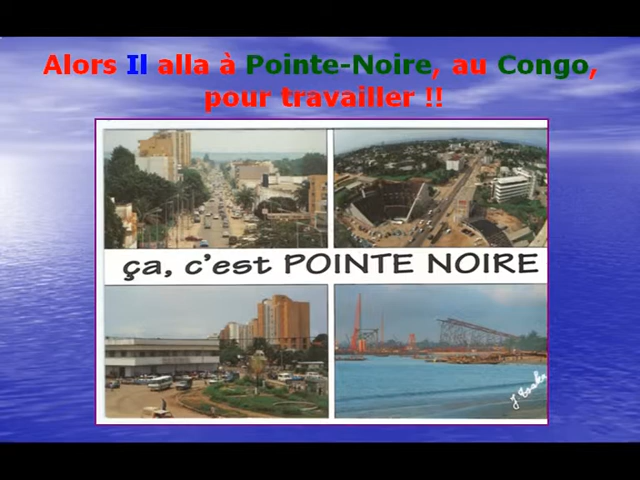 Alors Il alla à Pointe-Noire, au Congo,
pour travailler !!
ça, c'est POINTE NOIRE